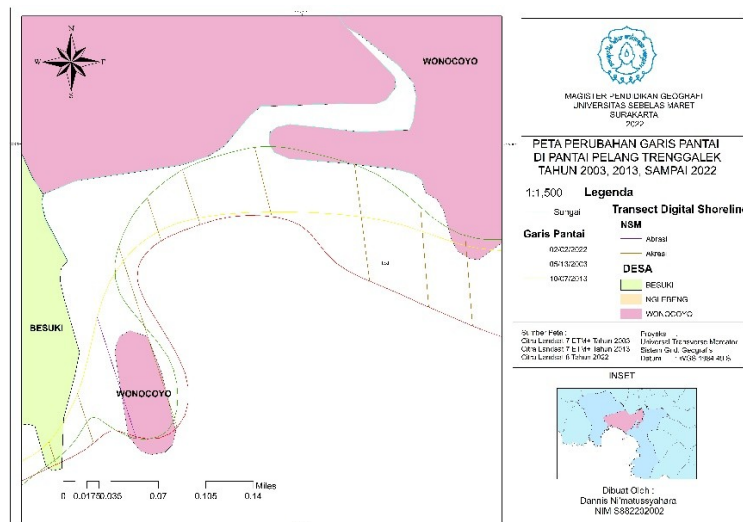 N
W
S
WONOCOYO
BESUKI
WONOCOYO
Miles
0 0.0175 0.035 0.07 0.105 0.14
MAGISTER PENDIDIKAN GEOGRAFI
UNIVERSITAS SEBELAS MARET
SURAKARTA
2022
PETA PERUBAHAN GARIS PANTAI
DI PANTAI PELANG TRENGGALEK
TAHUN 2003, 2013, SAMPAI 2022
1:1,500 Legenda
Sungai
Transect Digital Shoreline
NSM
Abrasi
Akrasi
Garis Pantai
02/02/2022
05/13/2003
10/07/2013
DESA
BESUKI
NGLEBENG
WONOCOYO
Sumber Peta :
Citra Landsat 7 ETM+ Tahun 2003
Citra Landsat 7 ETM+ Tahun 2013
Citra Landsat 8 Tahun 2022
Proyeksi :
Universal Transverse Mercator
Sistem Grid: Geografis
Datum : WGS 1984 49S
INSET
Dibuat Oleh :
Dannis Ni'matussyahara
NIM S882202002